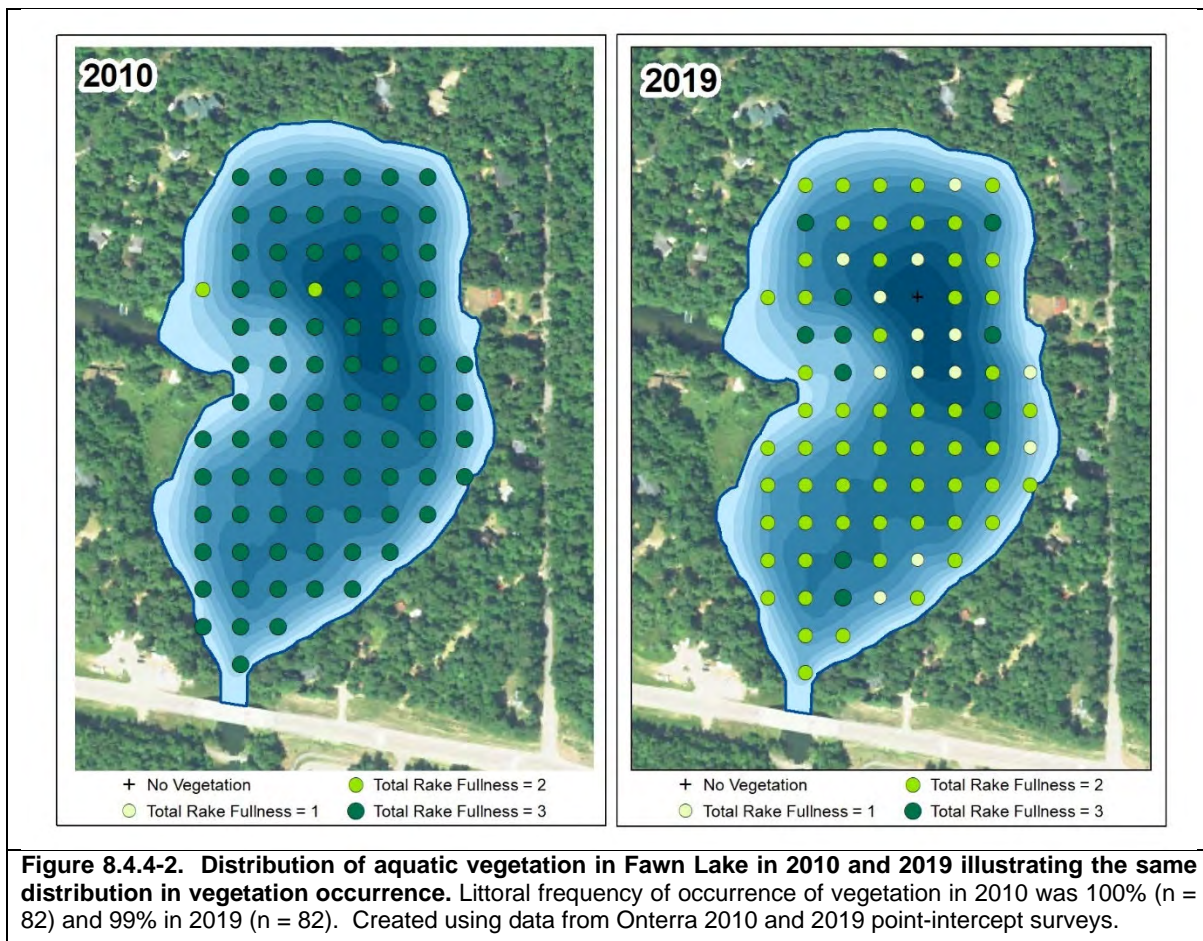 2010
2019
+ No Vegetation
Total Rake Fullness = 2
Total Rake Fullness = 1
Total Rake Fullness = 3
+ No Vegetation
Total Rake Fullness = 2
Total Rake Fullness = 1
Total Rake Fullness = 3
Figure 8.4.4-2. Distribution of aquatic vegetation in Fawn Lake in 2010 and 2019 illustrating the same
distribution in vegetation occurrence. Littoral frequency of occurrence of vegetation in 2010 was 100% (n =
82) and 99% in 2019 (n = 82). Created using data from Onterra 2010 and 2019 point-intercept surveys.